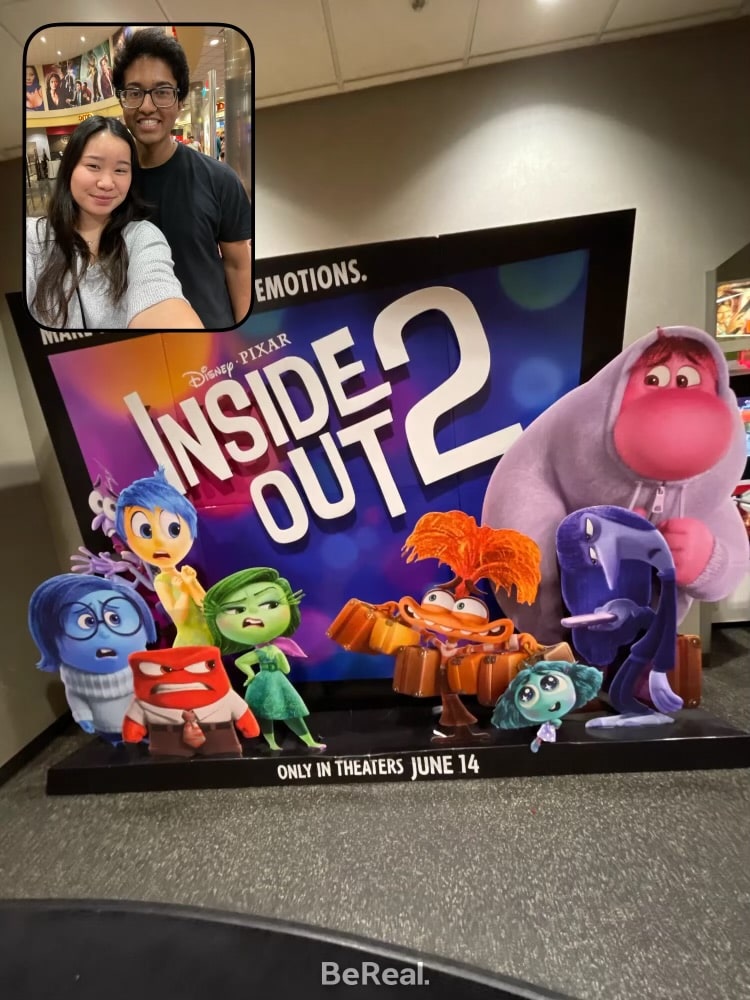 EMOTIONS.
DISNEY · PIXAR
INSIDE
OUT 2
ONLY IN THEATERS JUNE 14
BeReal.